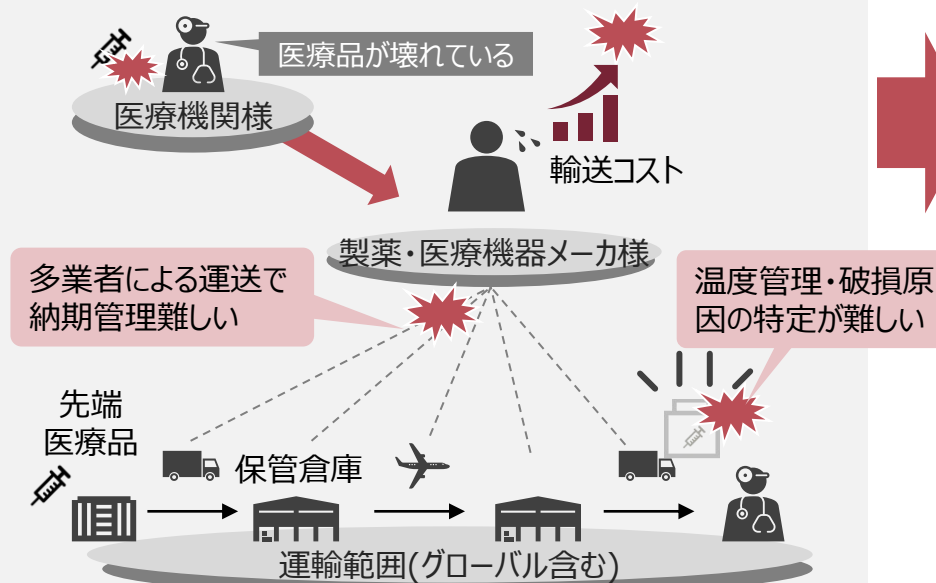 医療品が壊れている
医療機関様
輸送コスト
製薬・医療機器メーカ様
多業者による運送で
納期管理難しい
温度管理・破損原
因の特定が難しい
先端
医療品
保管倉庫
運輸範囲(グローバル含む)